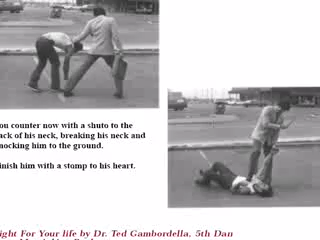 ou counter now with a shuto to the
ack of his neck, breaking his neck and
nocking him to the ground.
inish him with a stomp to his heart.
ight For Your life by Dr. Ted Gambordella, 5th Dan